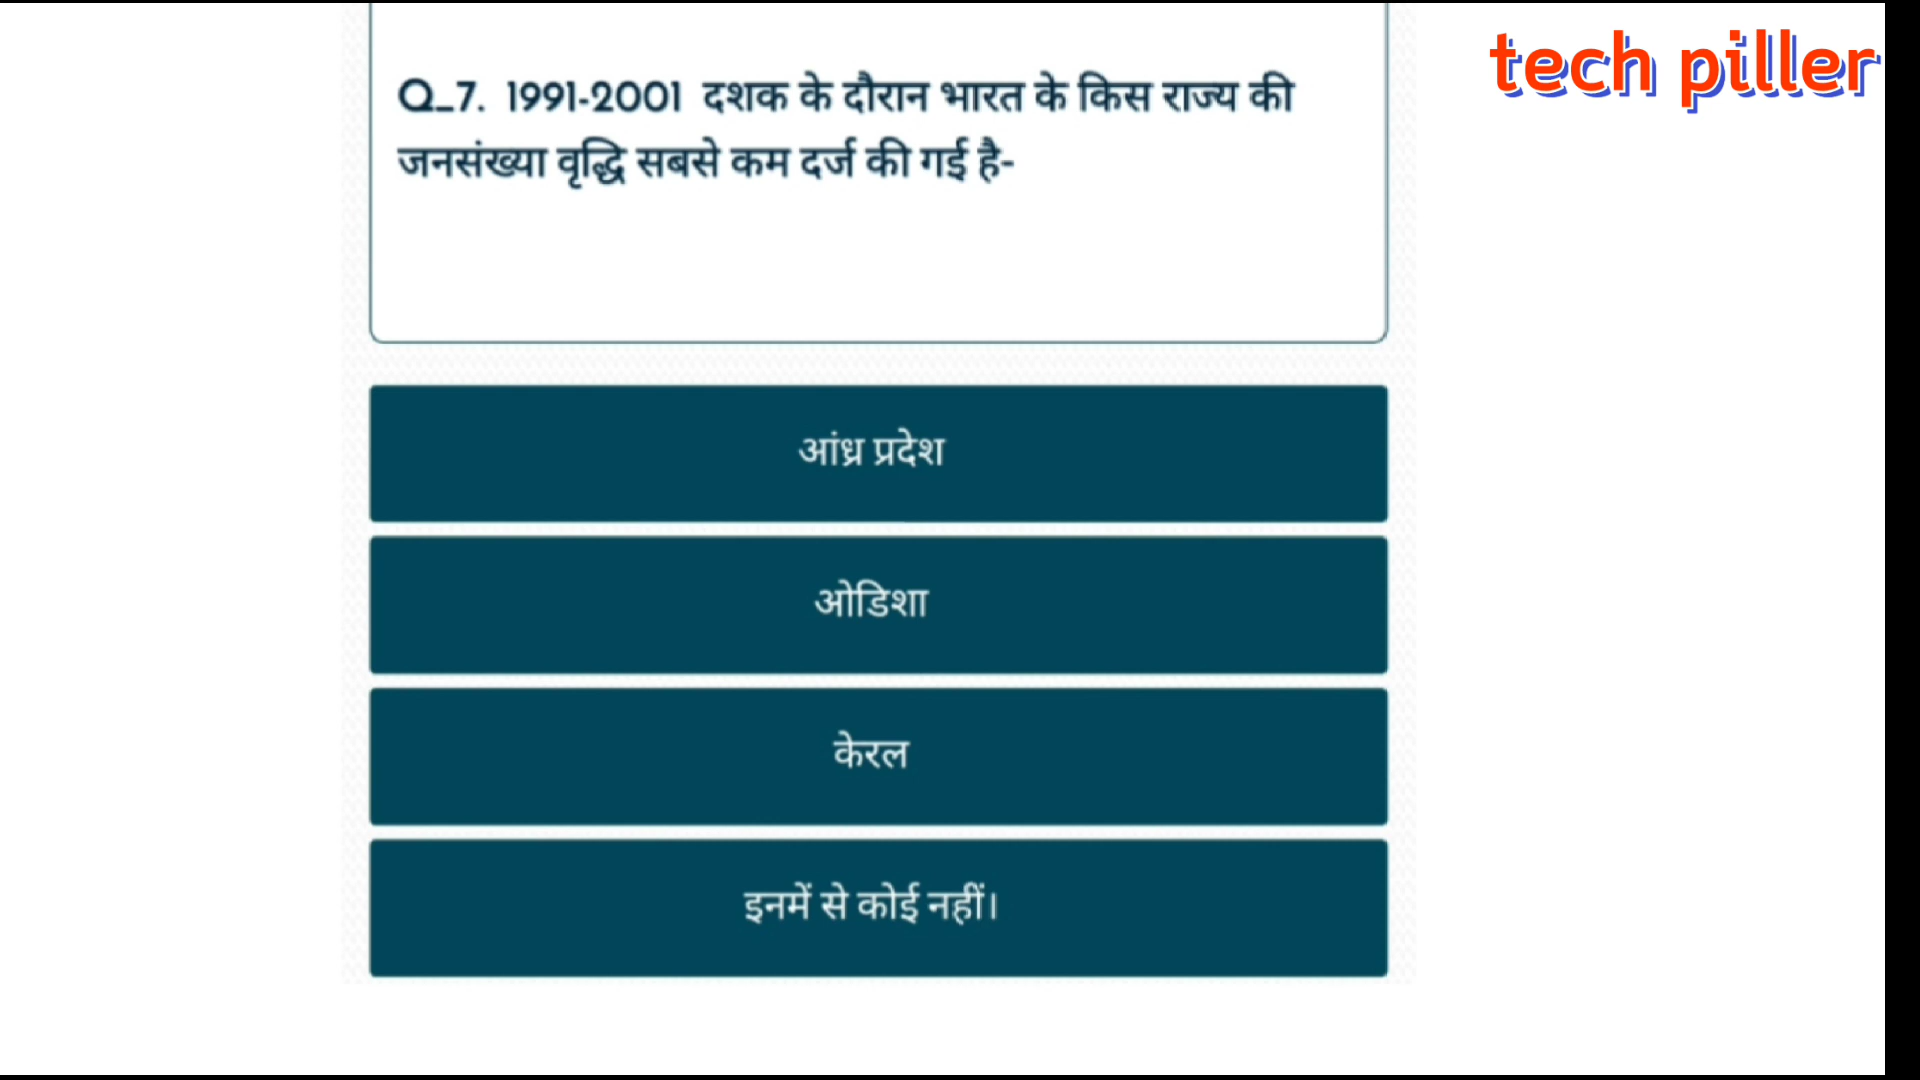 tech piller
Q_7. 1991-2001 दशक के दौरान भारत के किस राज्य की
जनसंख्या वृद्धि सबसे कम दर्ज की गई है-
आंध्र प्रदेश
ओडिशा
केरल
इनमें से कोई नहीं।